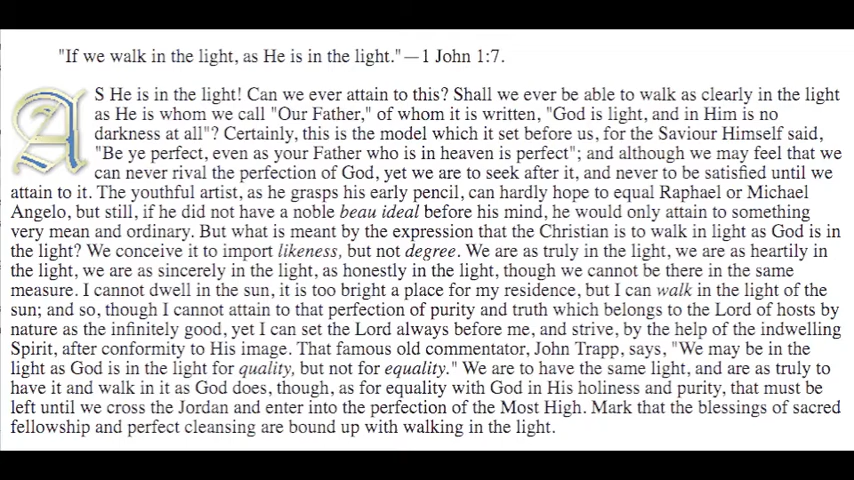 "If we walk in the light, as He is in the light."—1 John 1:7.
AS He is in the light! Can we ever attain to this? Shall we ever be able to walk as clearly in the light
as He is whom we call "Our Father," of whom it is written, "God is light, and in Him is no
darkness at all"? Certainly, this is the model which it set before us, for the Saviour Himself said,
"Be ye perfect, even as your Father who is in heaven is perfect"; and although we may feel that we
can never rival the perfection of God, yet we are to seek after it, and never to be satisfied until we
attain to it. The youthful artist, as he grasps his early pencil, can hardly hope to equal Raphael or Michael
Angelo, but still, if he did not have a noble beau ideal before his mind, he would only attain to something
very mean and ordinary. But what is meant by the expression that the Christian is to walk in light as God is in
the light? We conceive it to import likeness, but not degree. We are as truly in the light, we are as heartily in
the light, we are as sincerely in the light, as honestly in the light, though we cannot be there in the same
measure. I cannot dwell in the sun, it is too bright a place for my residence, but I can walk in the light of the
sun; and so, though I cannot attain to that perfection of purity and truth which belongs to the Lord of hosts by
nature as the infinitely good, yet I can set the Lord always before me, and strive, by the help of the indwelling
Spirit, after conformity to His image. That famous old commentator, John Trapp, says, "We may be in the
light as God is in the light for quality, but not for equality." We are to have the same light, and are as truly to
have it and walk in it as God does, though, as for equality with God in His holiness and purity, that must be
left until we cross the Jordan and enter into the perfection of the Most High. Mark that the blessings of sacred
fellowship and perfect cleansing are bound up with walking in the light.